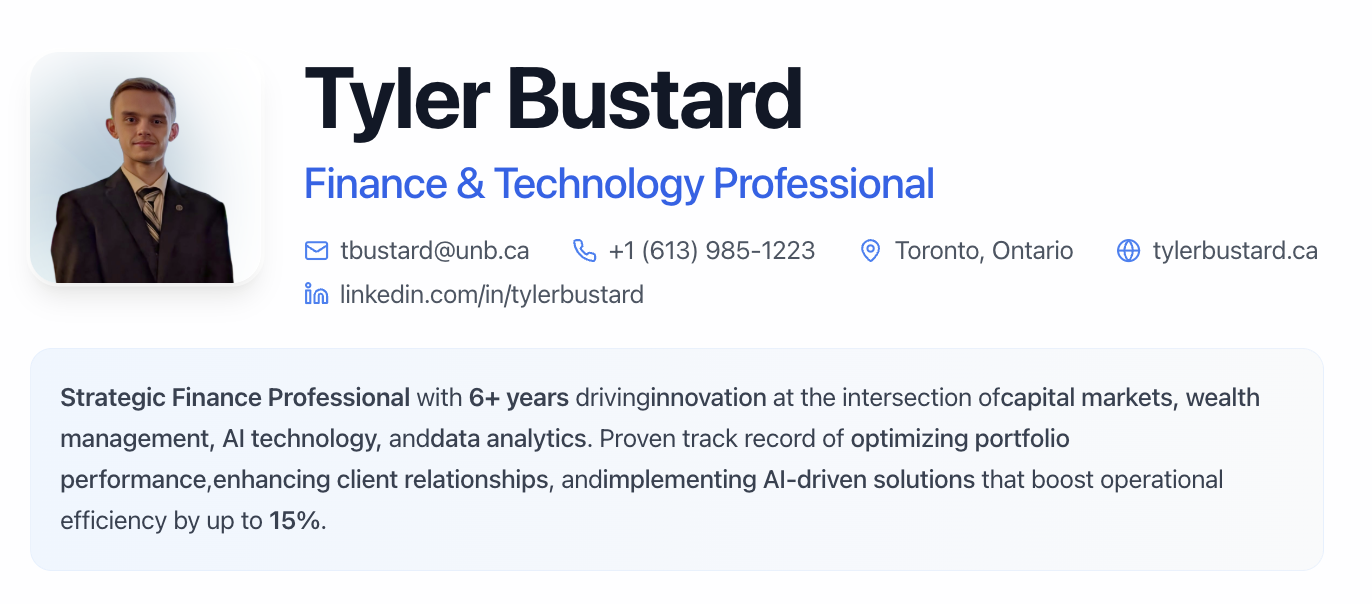 Tyler Bustard
Finance & Technology Professional
tbustard@unb.ca +1 (613) 985-1223 Toronto, Ontario tylerbustard.ca
linkedin.com/in/tylerbustard
Strategic Finance Professional with 6+ years drivinginnovation at the intersection ofcapital markets, wealth
management, AI technology, anddata analytics. Proven track record of optimizing portfolio
performance,enhancing client relationships, andimplementing AI-driven solutions that boost operational
efficiency by up to 15%.